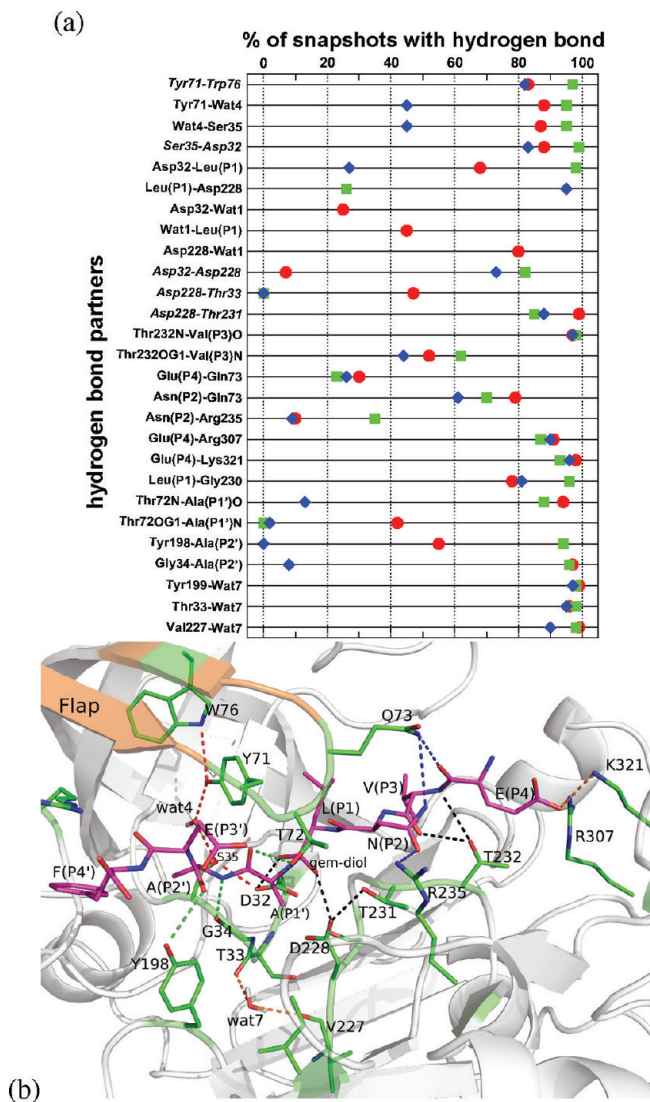 (a)
% of snapshots with hydrogen bond
0 20 40 60 80 100
hydrogen bond partners
Tyr71-Trp76
Tyr71-Wat4
Wat4-Ser35
Ser35-Asp32
Asp32-Leu(P1)
Leu(P1)-Asp228
Asp32-Wat1
Wat1-Leu(P1)
Asp228-Wat1
Asp32-Asp228
Asp228-Thr33
Asp228-Thr231
Thr232N-Val(P3)O
Thr232OG1-Val(P3)N
Glu(P4)-Gln73
Asn(P2)-Gln73
Asn(P2)-Arg235
Glu(P4)-Arg307
Glu(P4)-Lys321
Leu(P1)-Gly230
Thr72N-Ala(P1')O
Thr72OG1-Ala(P1')N
Tyr198-Ala(P2')
Gly34-Ala(P2')
Tyr199-Wat7
Thr33-Wat7
Val227-Wat7
Flap
W76
Q73
Y71
K321
V(P3)
E(P4)
wat4
L(P1)
E(P3')
T72
R307
S35
gem-diol
N(P2)
T232
F(P4')
A(P2')
D32
A(P1')
R235
T231
G34
D228
Y198
T33
wat7
V227
(b)